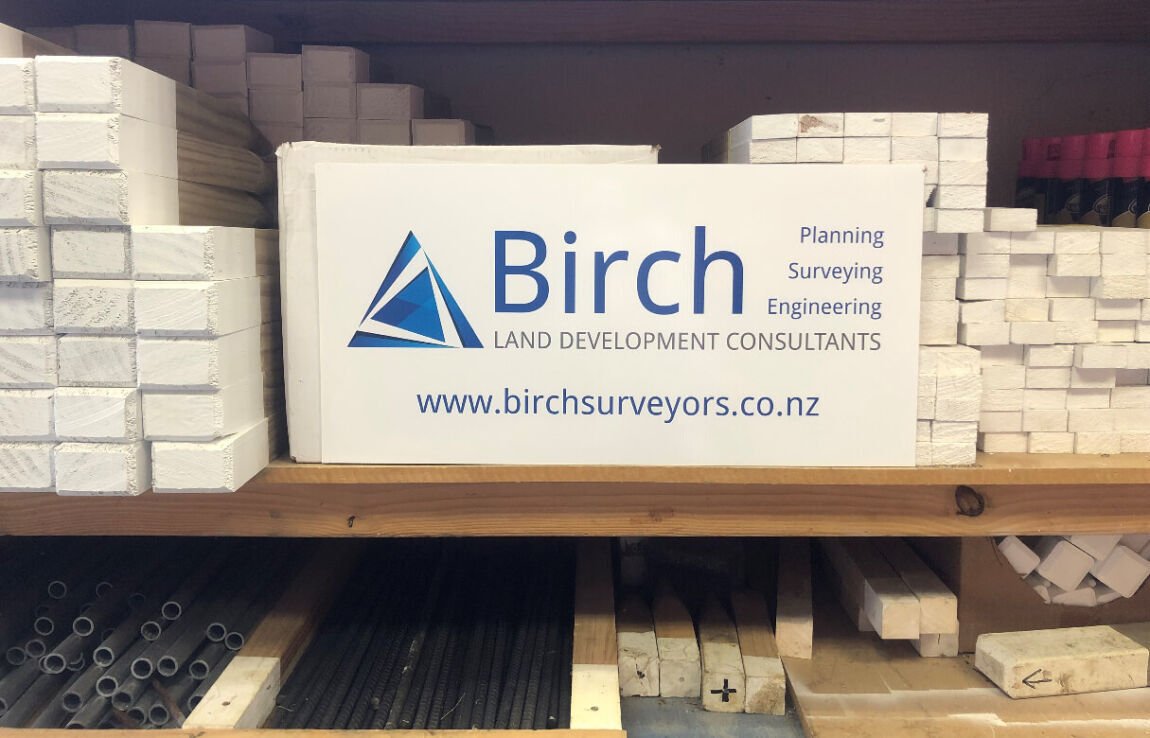 Birch
Planning
Surveying
Engineering
LAND DEVELOPMENT CONSULTANTS
www.birchsurveyors.co.nz